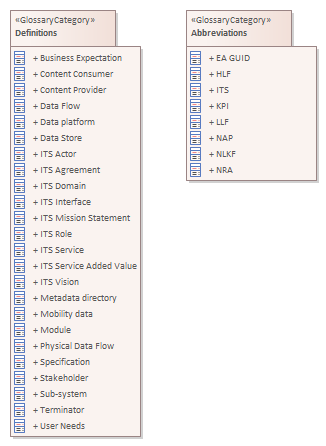 «GlossaryCategory»
Definitions
+ Business Expectation
+ Content Consumer
+ Content Provider
+ Data Flow
+ Data platform
+ Data Store
+ ITS Actor
+ ITS Agreement
+ ITS Domain
+ ITS Interface
+ ITS Mission Statement
+ ITS Role
+ ITS Service
+ ITS Service Added Value
+ ITS Vision
+ Metadata directory
+ Mobility data
+ Module
+ Physical Data Flow
+ Specification
+ Stakeholder
+ Sub-system
+ Terminator
+ User Needs
«GlossaryCategory»
Abbreviations
+ EA GUID
+ HLF
+ ITS
+ KPI
+ LLF
+ NAP
+ NLKF
+ NRA